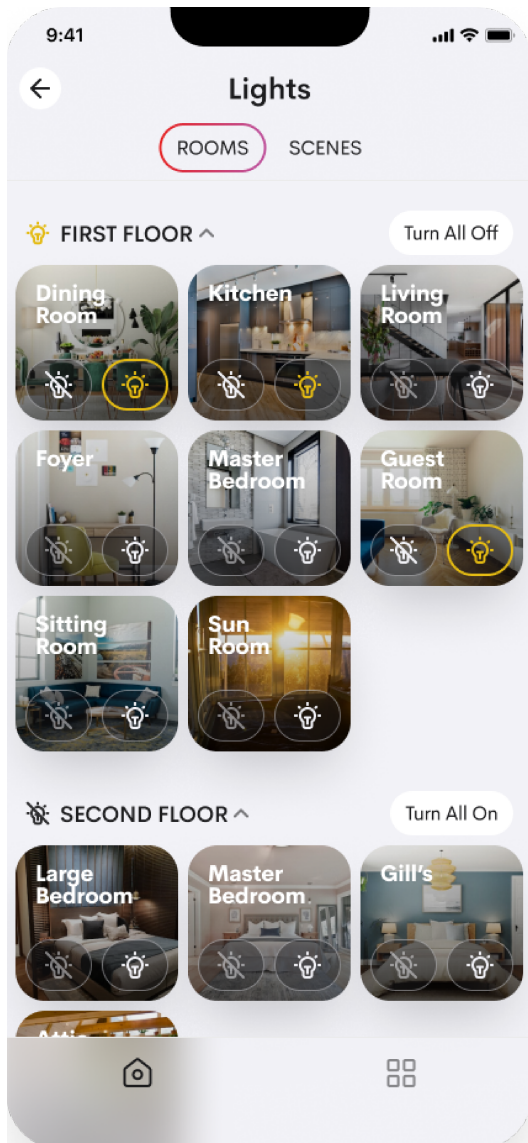 9:41
Lights
ROOMS SCENES
FIRST FLOOR Turn All Off
Dining
Room
Kitchen
Living
Room
Foyer
Master
Bedroom
Guest
Room
Sitting
Room
Sun
Room
SECOND FLOOR Turn All On
Large
Bedroom
Master
Bedroom
Gill's
Attic